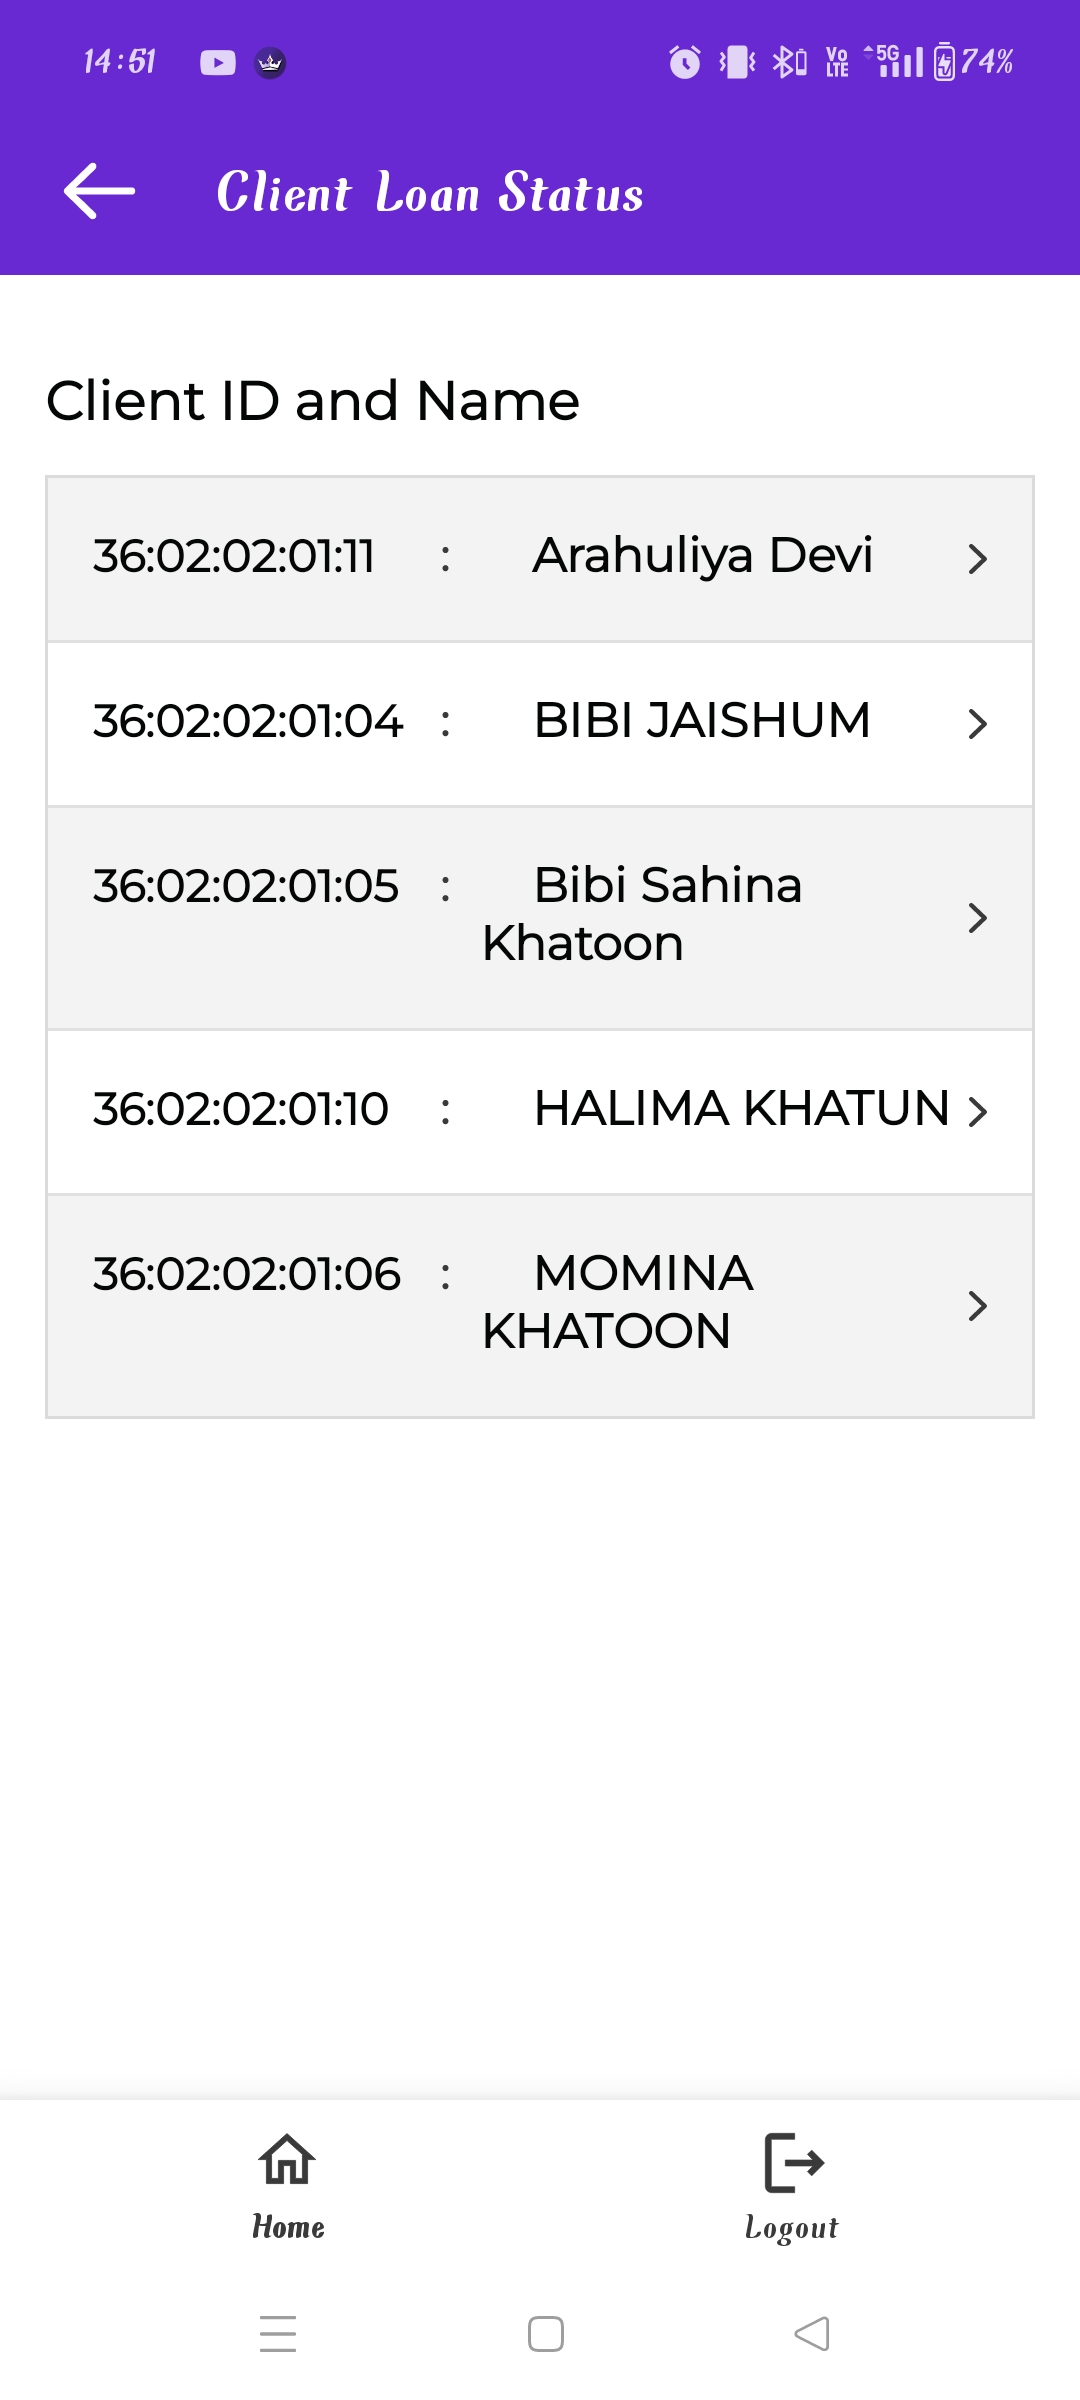 14:51
VoLTE 5G 74%
Client Loan Status
Client ID and Name
36:02:02:01:11 : Arahuliya Devi
36:02:02:01:04 : BIBI JAISHUM
36:02:02:01:05 : Bibi Sahina
Khatoon
36:02:02:01:10 : HALIMA KHATUN
36:02:02:01:06 : MOMINA
KHATOON
Home
Logout